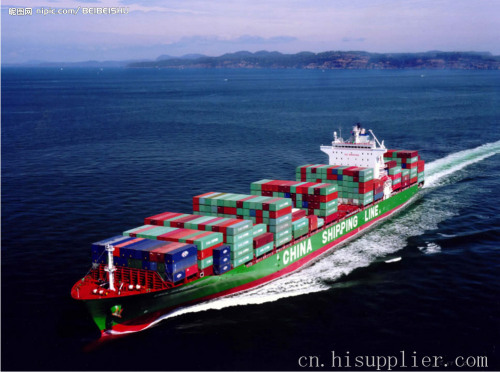 昵图网 nipic.com/ BEIBEISHU
CHINA SHIPPING LINE
cn.hisupplier.com